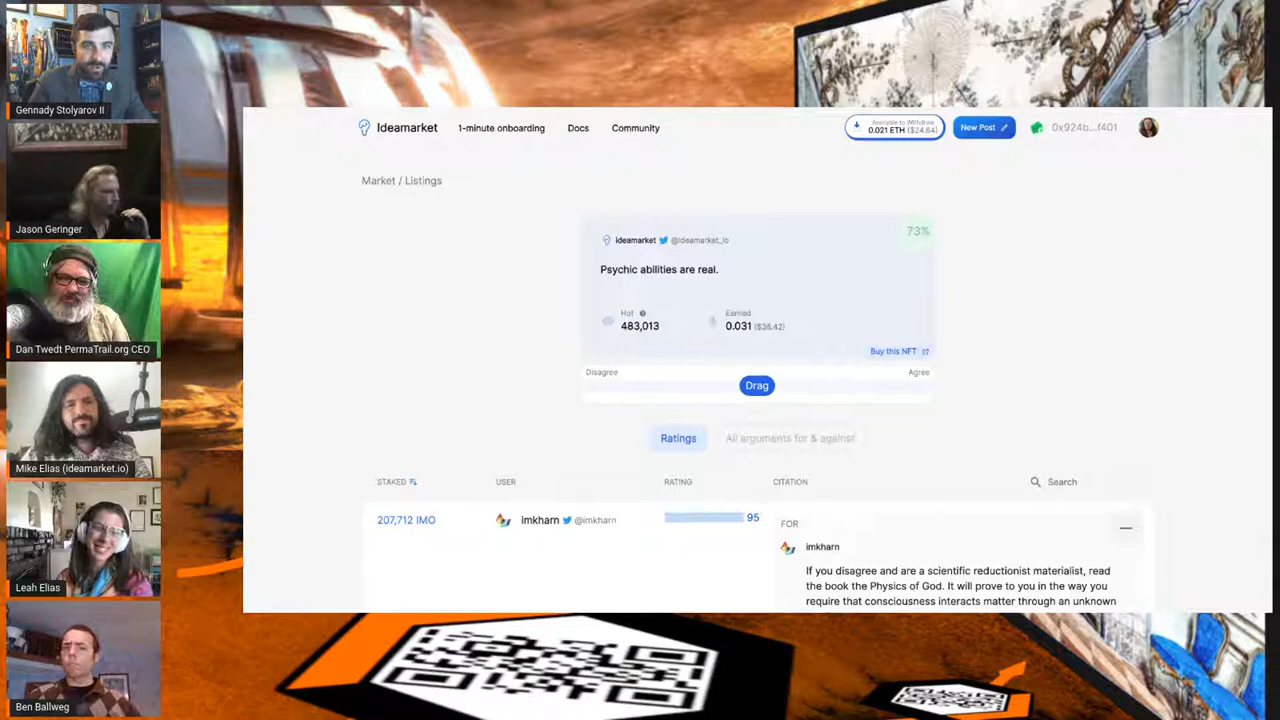 Gennady Stolyarov II
Jason Geringer
Dan Twedt PermaTrail.org CEO
Mike Elias (ideamarket.io)
Leah Elias
Ben Ballweg
Ideamarket
1-minute onboarding
Docs
Community
Available to Withdraw
0.021 ETH ($24.64)
New Post
0x924b...f401
Market / Listings
ideamarket @ideamarket_io
73%
Psychic abilities are real.
Hot
483,013
Earned
0.031 ($36.42)
Buy this NFT
Disagree
Agree
Drag
Ratings
All arguments for & against
STAKED
USER
RATING
CITATION
Search
207,712 IMO
imkharn @imkharn
95
FOR
imkharn
If you disagree and are a scientific reductionist materialist, read
the book the Physics of God. It will prove to you in the way you
require that consciousness interacts matter through an unknown